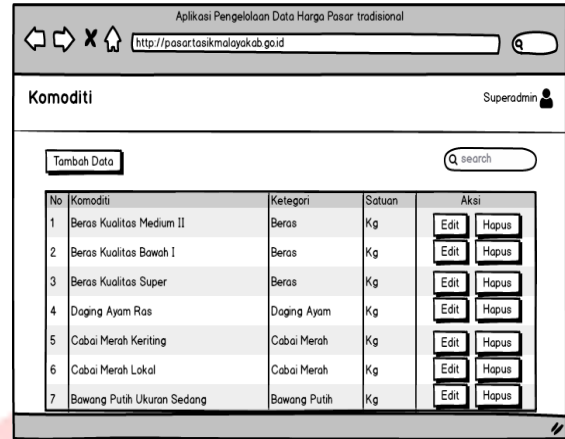 Aplikasi Pengelolaan Data Harga Pasar tradisional
http://pasar.tasikmalayakab.go.id
Komoditi
Superadmin
Tambah Data
search
No Komoditi Ketegori Satuan Aksi
1 Beras Kualitas Medium II Beras Kg Edit Hapus
2 Beras Kualitas Bawah I Beras Kg Edit Hapus
3 Beras Kualitas Super Beras Kg Edit Hapus
4 Daging Ayam Ras Daging Ayam Kg Edit Hapus
5 Cabai Merah Keriting Cabai Merah Kg Edit Hapus
6 Cabai Merah Lokal Cabai Merah Kg Edit Hapus
7 Bawang Putih Ukuran Sedang Bawang Putih Kg Edit Hapus